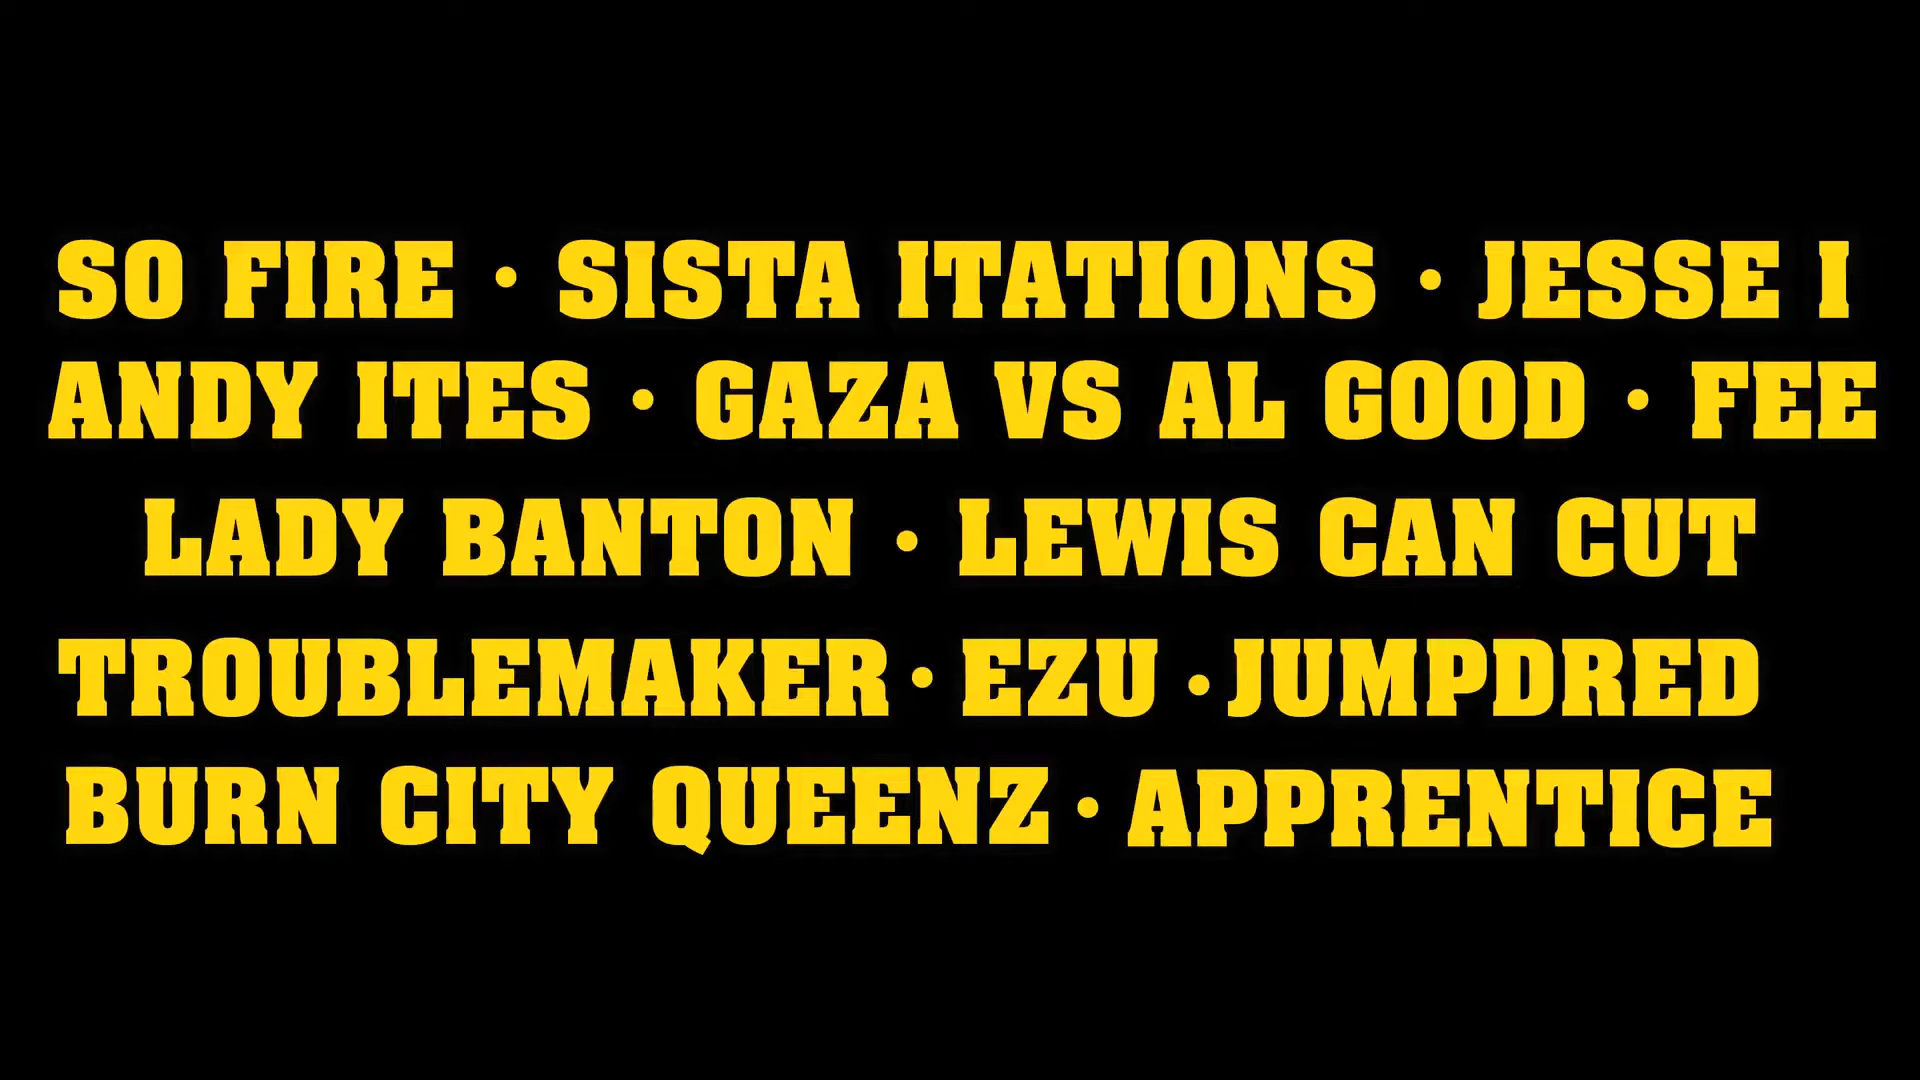 SO FIRE • SISTA ITATIONS • JESSE I
ANDY ITES • GAZA VS AL GOOD • FEE
LADY BANTON • LEWIS CAN CUT
TROUBLEMAKER • EZU • JUMPDRED
BURN CITY QUEENZ • APPRENTICE